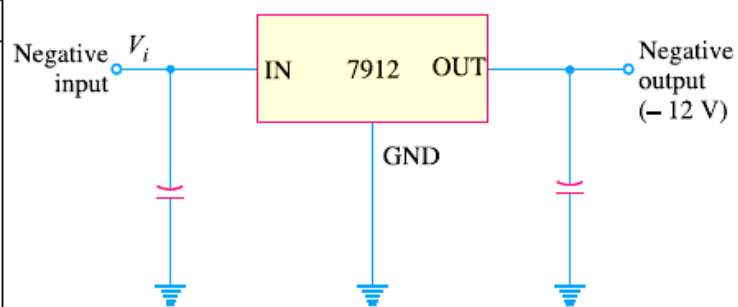 Negative
input
Vi
IN 7912 OUT
GND
Negative
output
(– 12 V)